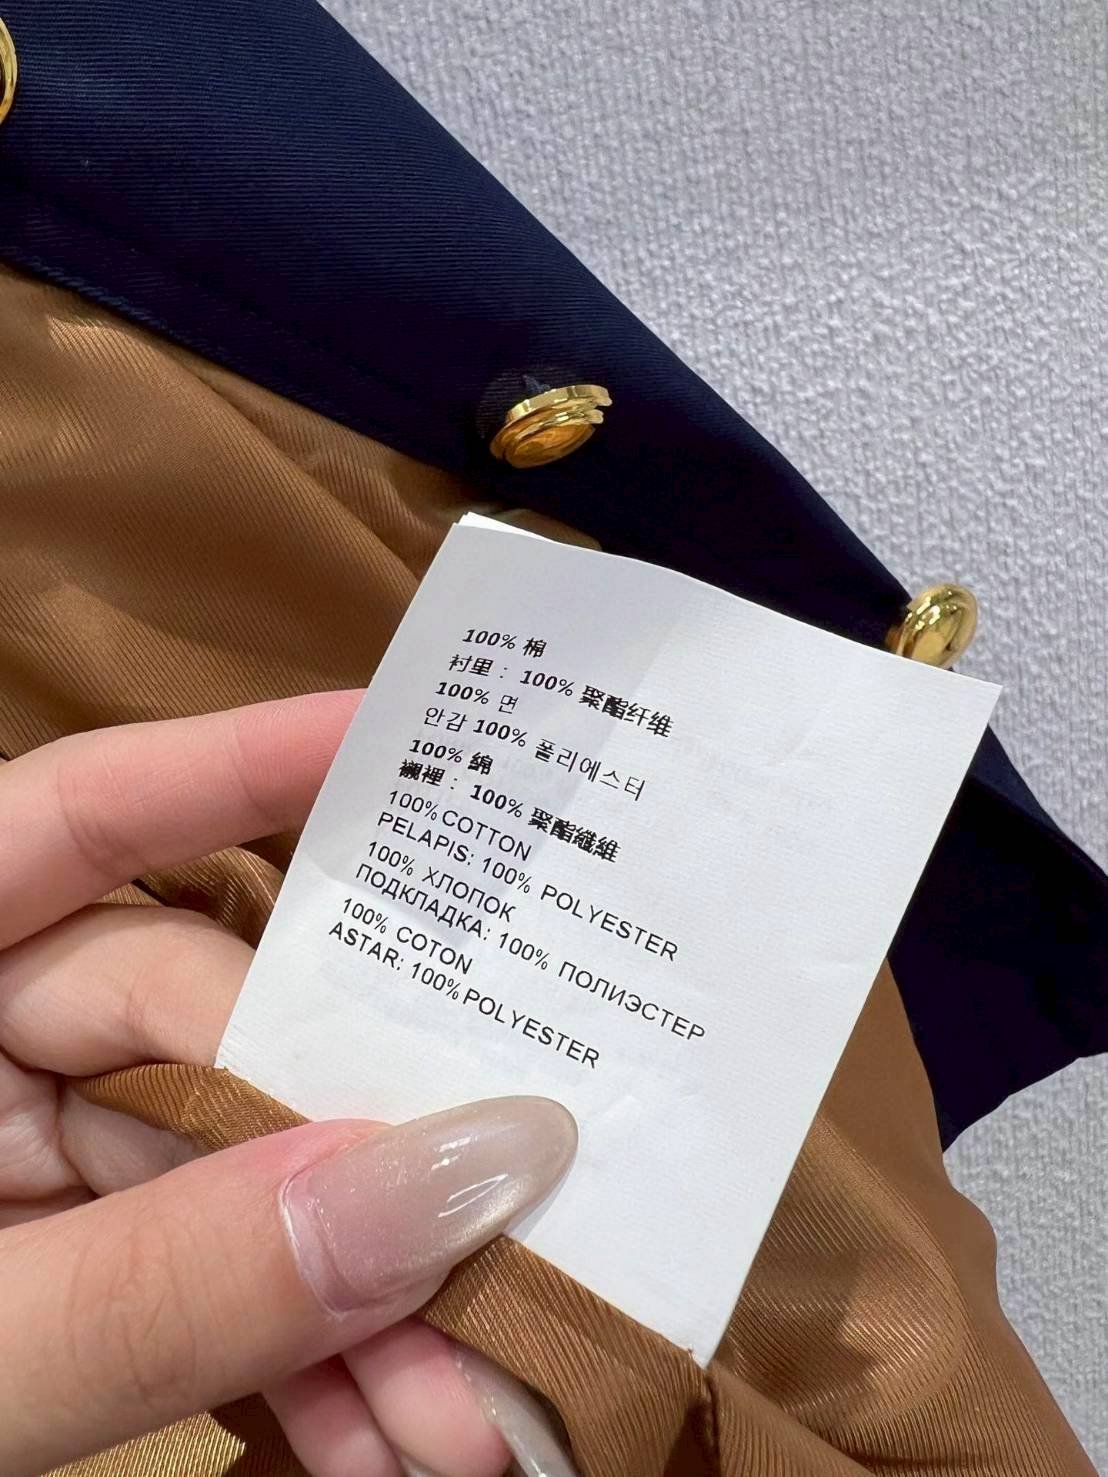 100% 棉
衬里： 100% 聚酯纤维
100% 면
안감 100% 폴리에스터
100% 綿
襯裡： 100% 聚酯纖維
100% COTTON
PELAPIS: 100% POLYESTER
100% ХЛОПОК
ПОДКЛАДКА: 100% ПОЛИЭСТЕР
100% COTON
ASTAR: 100% POLYESTER